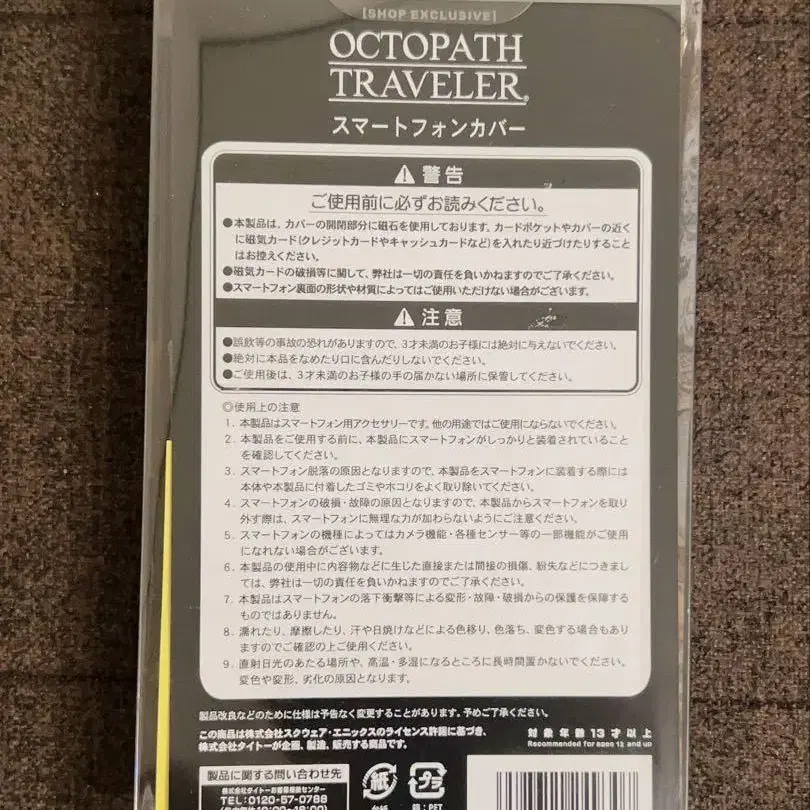 [SHOP EXCLUSIVE]
OCTOPATH
TRAVELER®
スマートフォンカバー
警告
ご使用前に必ずお読みください。
●本製品は、カバーの開閉部分に磁石を使用しております。カードポケットやカバーの近く
に磁気カード(クレジットカードやキャッシュカードなど)を入れたり近づけたりすること
はお控えください。
●磁気カードの破損等に関して、弊社は一切の責任を負いかねますのでご了承ください。
●スマートフォン裏面の形状や材質によってはご使用いただけない場合がございます。
注意
●誤飲等の事故の恐れがありますので、3才未満のお子様には絶対に与えないでください。
●絶対に本品をなめたり口に含んだりしないでください。
●ご使用後は、3才未満のお子様の手の届かない場所に保管してください。
◎使用上の注意
1. 本製品はスマートフォン用アクセサリーです。他の用途ではご使用にならないでください。
2. 本製品をご使用する前に、本製品にスマートフォンがしっかりと装着されていること
を確認してください。
3. スマートフォン脱落の原因となりますので、本製品をスマートフォンに装着する際には
本体や本製品に付着したゴミやホコリをよく取り除いてください。
4. スマートフォンの破損・故障の原因となりますので、本製品からスマートフォンを取り
外す際は、スマートフォンに無理な力が加わらないようにご注意ください。
5. スマートフォンの機種によってはカメラ機能・各種センサー等の一部機能がご使用
になれない場合がございます。
6. 本製品の使用中に内容物などに生じた直接または間接の損傷、紛失などにつきまし
ては、弊社は一切の責任を負いかねますのでご了承ください。
7. 本製品はスマートフォンの落下衝撃等による変形・故障・破損からの保護を保障する
ものではありません。
8. 濡れたり、摩擦したり、汗や日焼けなどによる色移り、色落ち、変色する場合もあり
ますのでご確認の上ご使用ください。
9. 直射日光のあたる場所や、高温・多湿になるところに長時間置かないでください。
変色や変形、劣化の原因となります。
製品改良などのために仕様は予告なく変更することがあります。予めご了承ください。
この商品は株式会社スクウェア・エニックスのライセンス許諾に基づき、
株式会社タイトーが企画、製造、販売する商品です。
対象年齢13才以上
Recommended for ages 13 and up
製品に関する問い合わせ先
株式会社タイトーお客様相談センター
TEL:0120-57-0788
紙
プラ
台紙
箱:PET